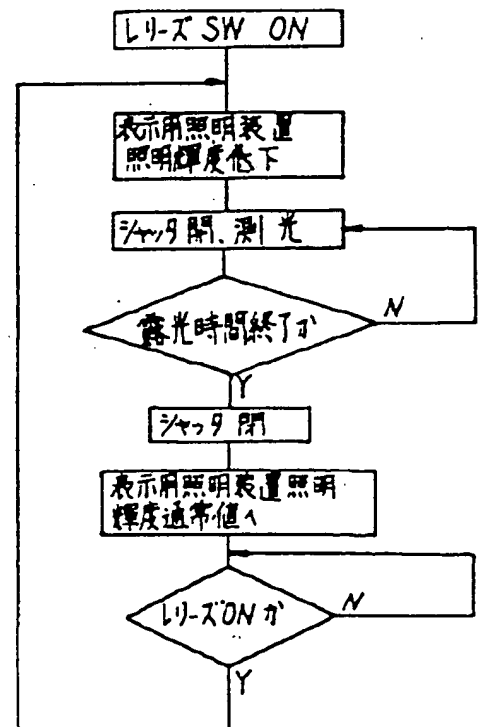 レリーズ SW ON
表示用照明装置
照明輝度低下
シャッタ開、測光
露光時間終了か
N
Y
シャッタ閉
表示用照明装置照明
輝度通常値へ
レリーズONか
N
Y